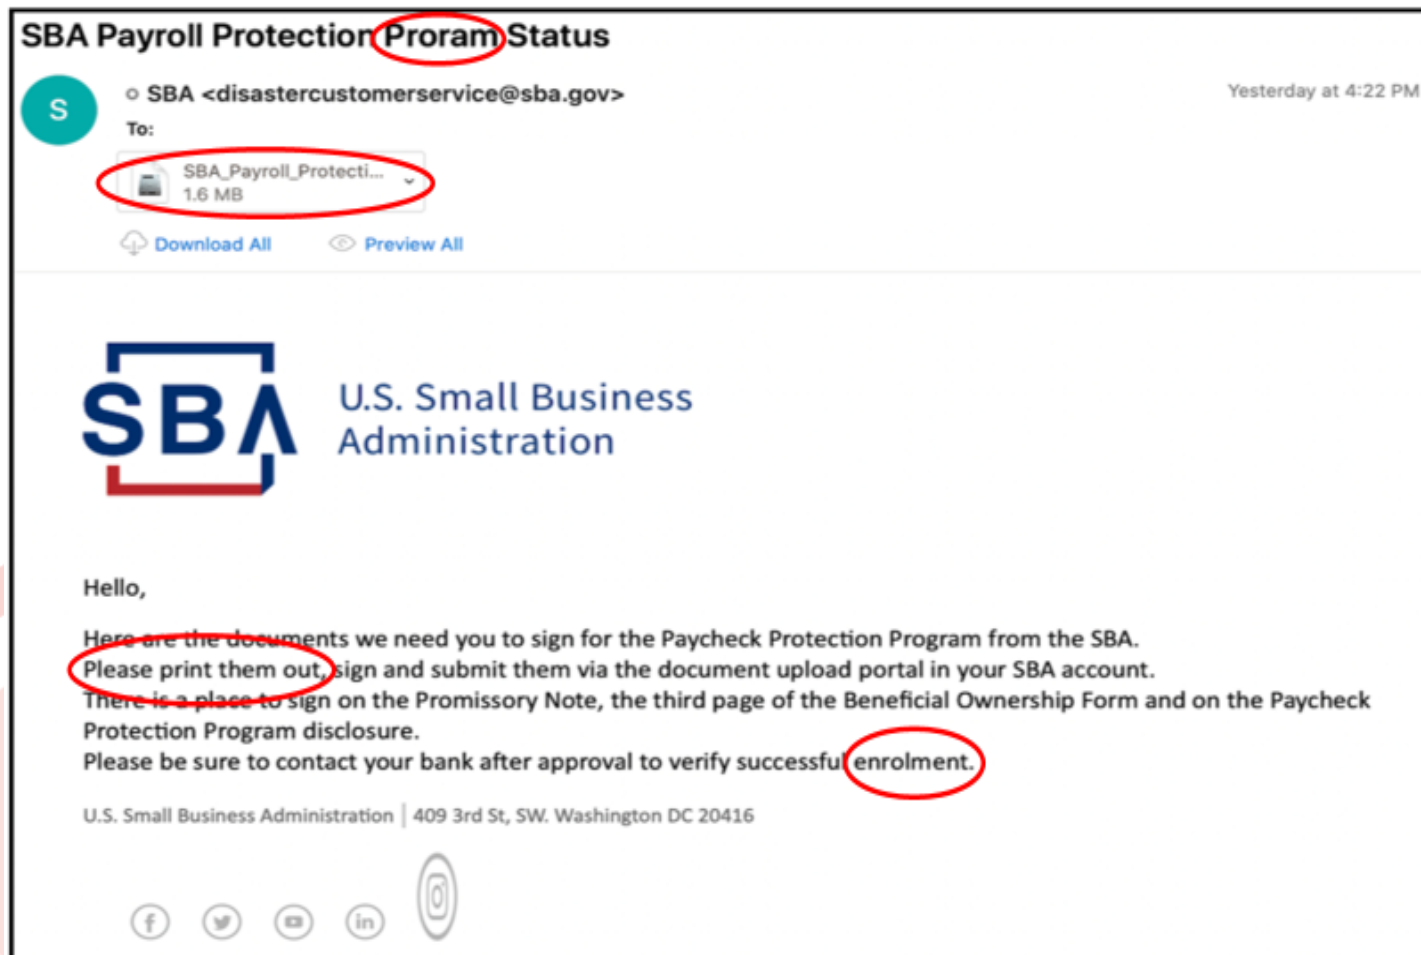 SBA Payroll Protection Proram Status
S
SBA <disastercustomerservice@sba.gov>
Yesterday at 4:22 PM
To:
SBA_Payroll_Protecti...
1.6 MB
Download All
Preview All
SBA
U.S. Small Business
Administration
Hello,
Here are the documents we need you to sign for the Paycheck Protection Program from the SBA.
Please print them out, sign and submit them via the document upload portal in your SBA account.
There is a place to sign on the Promissory Note, the third page of the Beneficial Ownership Form and on the Paycheck
Protection Program disclosure.
Please be sure to contact your bank after approval to verify successful enrolment.
U.S. Small Business Administration | 409 3rd St, SW. Washington DC 20416
f
in